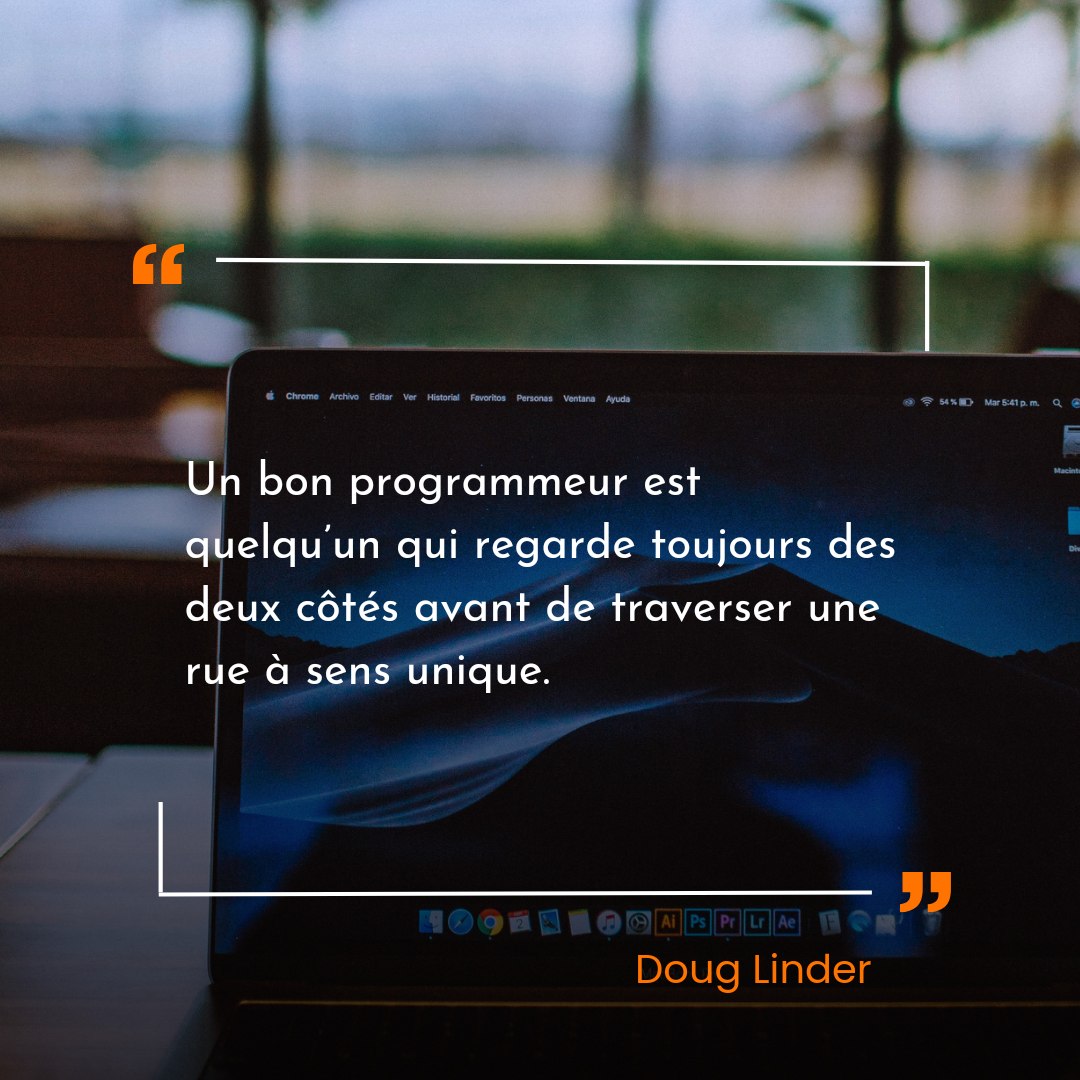 “
Chrome Archivo Editar Ver Historial Favoritos Personas Ventana Ayuda
54 % Mar 5:41 p. m.
Un bon programmeur est
quelqu’un qui regarde toujours des
deux côtés avant de traverser une
rue à sens unique.
”
Ai Ps Pr Lr Ae
Doug Linder